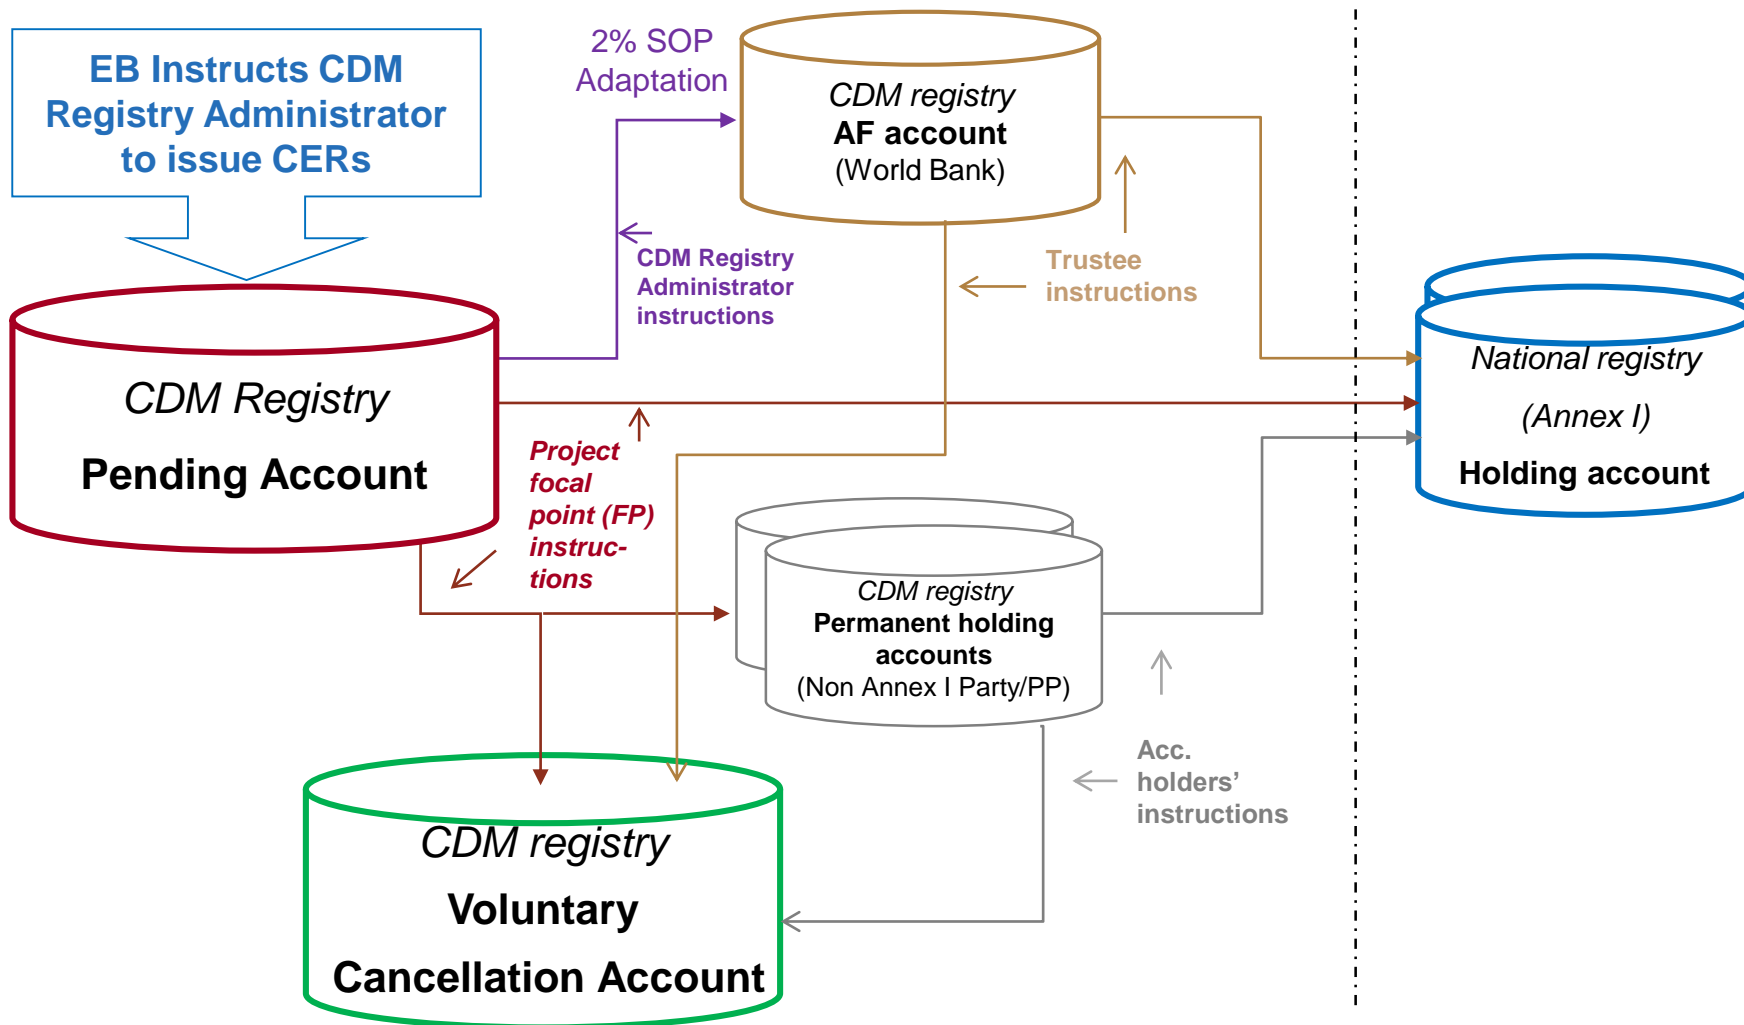 EB Instructs CDM
Registry Administrator
to issue CERs
2% SOP
Adaptation
CDM registry
AF account
(World Bank)
CDM Registry
Administrator
instructions
Trustee
instructions
CDM Registry
Pending Account
Project
focal
point (FP)
instruc-
tions
National registry
(Annex I)
Holding account
CDM registry
Permanent holding
accounts
(Non Annex I Party/PP)
Acc.
holders’
instructions
CDM registry
Voluntary
Cancellation Account